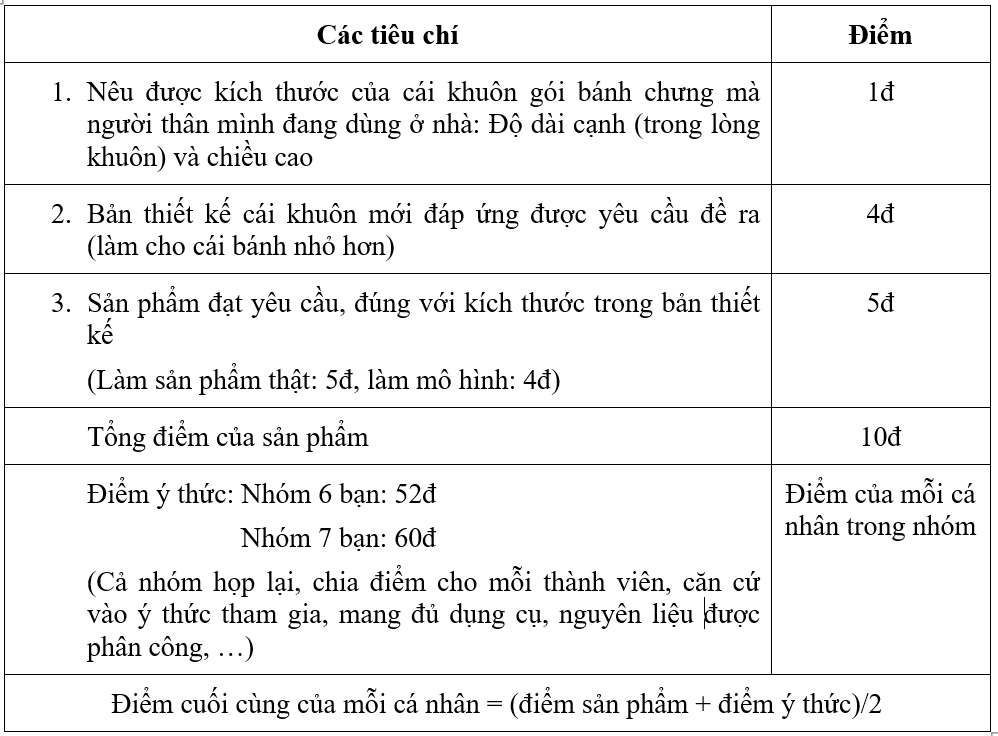 Các tiêu chí
Điểm
1. Nêu được kích thước của cái khuôn gói bánh chưng mà
người thân mình đang dùng ở nhà: Độ dài cạnh (trong lòng
khuôn) và chiều cao
1đ
2. Bản thiết kế cái khuôn mới đáp ứng được yêu cầu đề ra
(làm cho cái bánh nhỏ hơn)
4đ
3. Sản phẩm đạt yêu cầu, đúng với kích thước trong bản thiết
kế
(Làm sản phẩm thật: 5đ, làm mô hình: 4đ)
5đ
Tổng điểm của sản phẩm
10đ
Điểm ý thức: Nhóm 6 bạn: 52đ
Nhóm 7 bạn: 60đ
(Cả nhóm họp lại, chia điểm cho mỗi thành viên, căn cứ
vào ý thức tham gia, mang đủ dụng cụ, nguyên liệu được
phân công, …)
Điểm của mỗi cá
nhân trong nhóm
Điểm cuối cùng của mỗi cá nhân = (điểm sản phẩm + điểm ý thức)/2